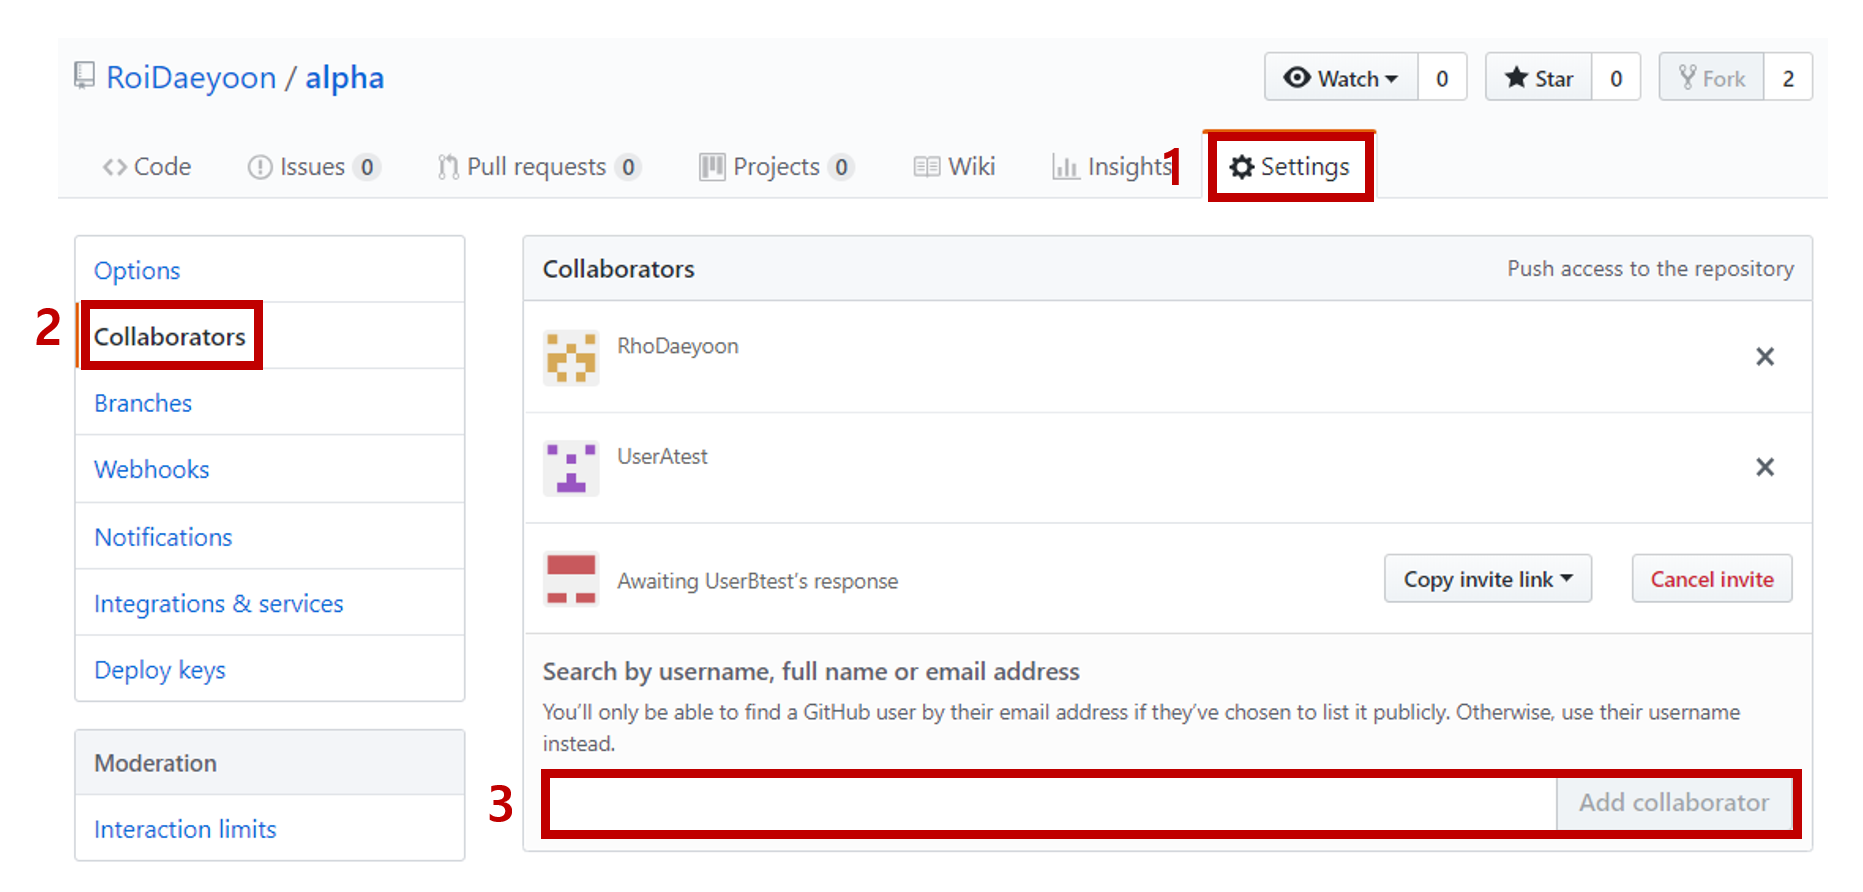 RoiDaeyoon / alpha
Watch 0 Star 0 Fork 2
Code Issues 0 Pull requests 0 Projects 0 Wiki Insights 1 Settings
Options
2 Collaborators
Branches
Webhooks
Notifications
Integrations & services
Deploy keys
Moderation
Interaction limits
Collaborators Push access to the repository
RhoDaeyoon
UserAtest
Awaiting UserBtest's response Copy invite link Cancel invite
Search by username, full name or email address
You'll only be able to find a GitHub user by their email address if they've chosen to list it publicly. Otherwise, use their username
instead.
3 Add collaborator